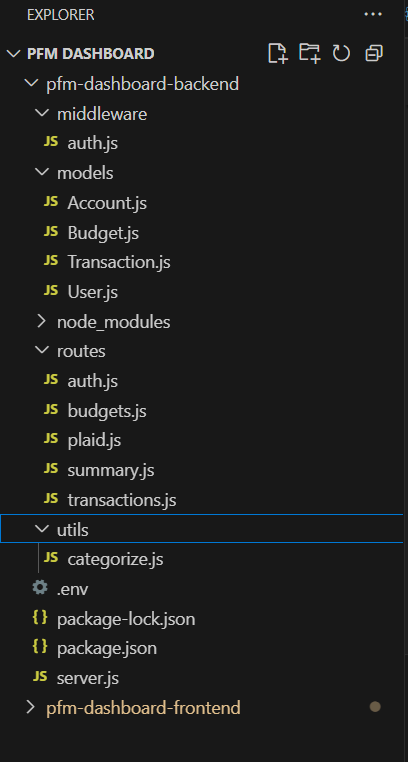 EXPLORER
PFM DASHBOARD
pfm-dashboard-backend
middleware
JS auth.js
models
JS Account.js
JS Budget.js
JS Transaction.js
JS User.js
node_modules
routes
JS auth.js
JS budgets.js
JS plaid.js
JS summary.js
JS transactions.js
utils
JS categorize.js
.env
{} package-lock.json
{} package.json
JS server.js
pfm-dashboard-frontend